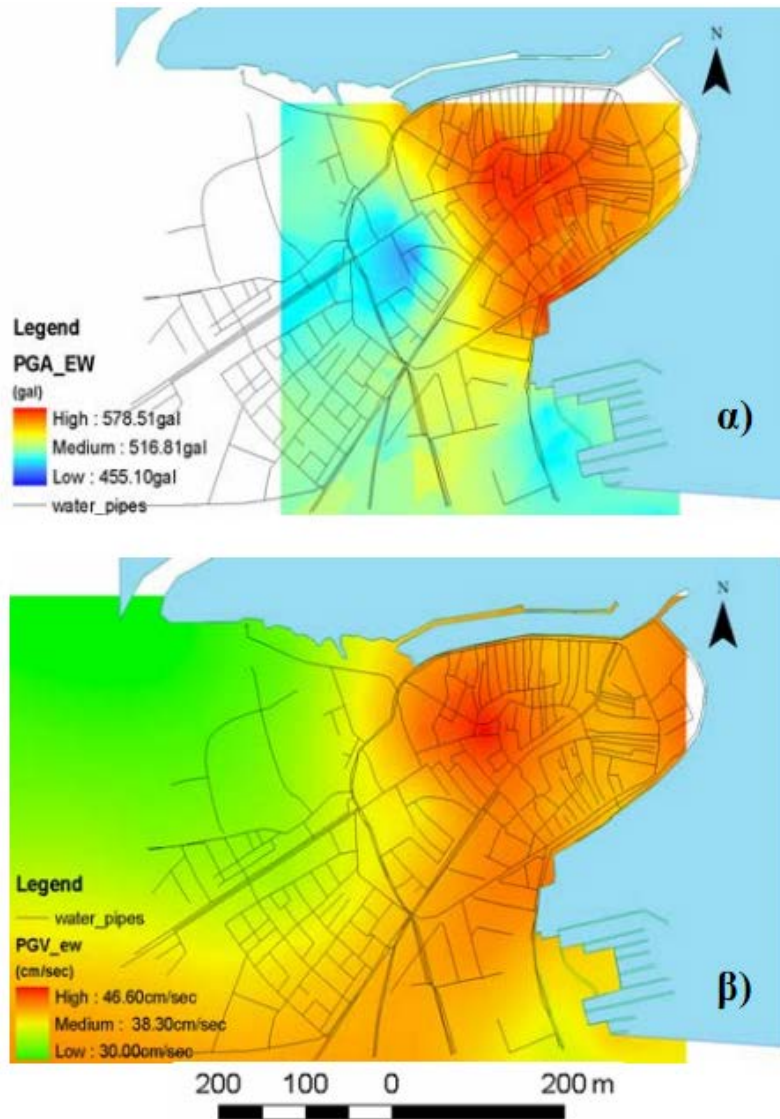 N
Legend
PGA_EW
(gal)
High : 578.51gal
Medium : 516.81gal
Low : 455.10gal
water_pipes
α)
N
Legend
water_pipes
PGV_ew
(cm/sec)
High : 46.60cm/sec
Medium : 38.30cm/sec
Low : 30.00cm/sec
β)
200 100 0 200 m